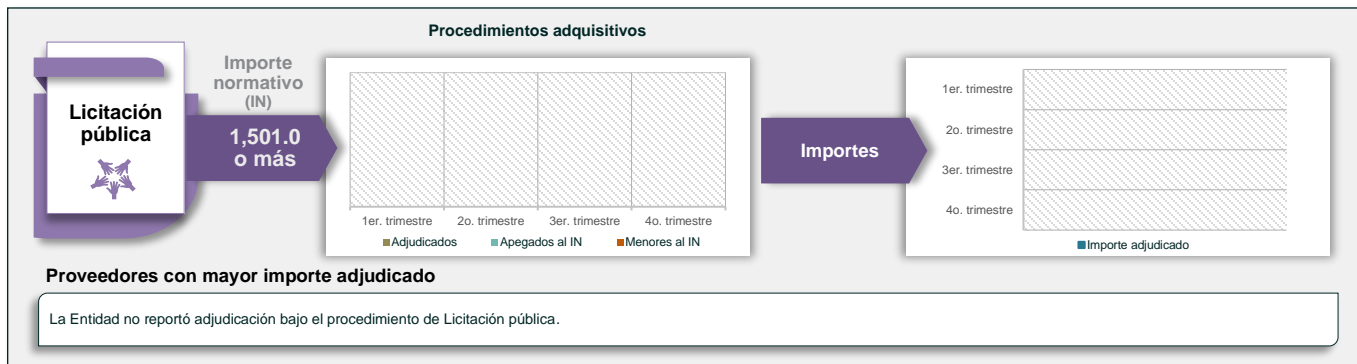 Procedimientos adquisitivos
Licitación
pública
Importe
normativo
(IN)
1,501.0
o más
1er. trimestre
2o. trimestre
3er. trimestre
4o. trimestre
Adjudicados
Apegados al IN
Menores al IN
Importes
1er. trimestre
2o. trimestre
3er. trimestre
4o. trimestre
Importe adjudicado
Proveedores con mayor importe adjudicado
La Entidad no reportó adjudicación bajo el procedimiento de Licitación pública.